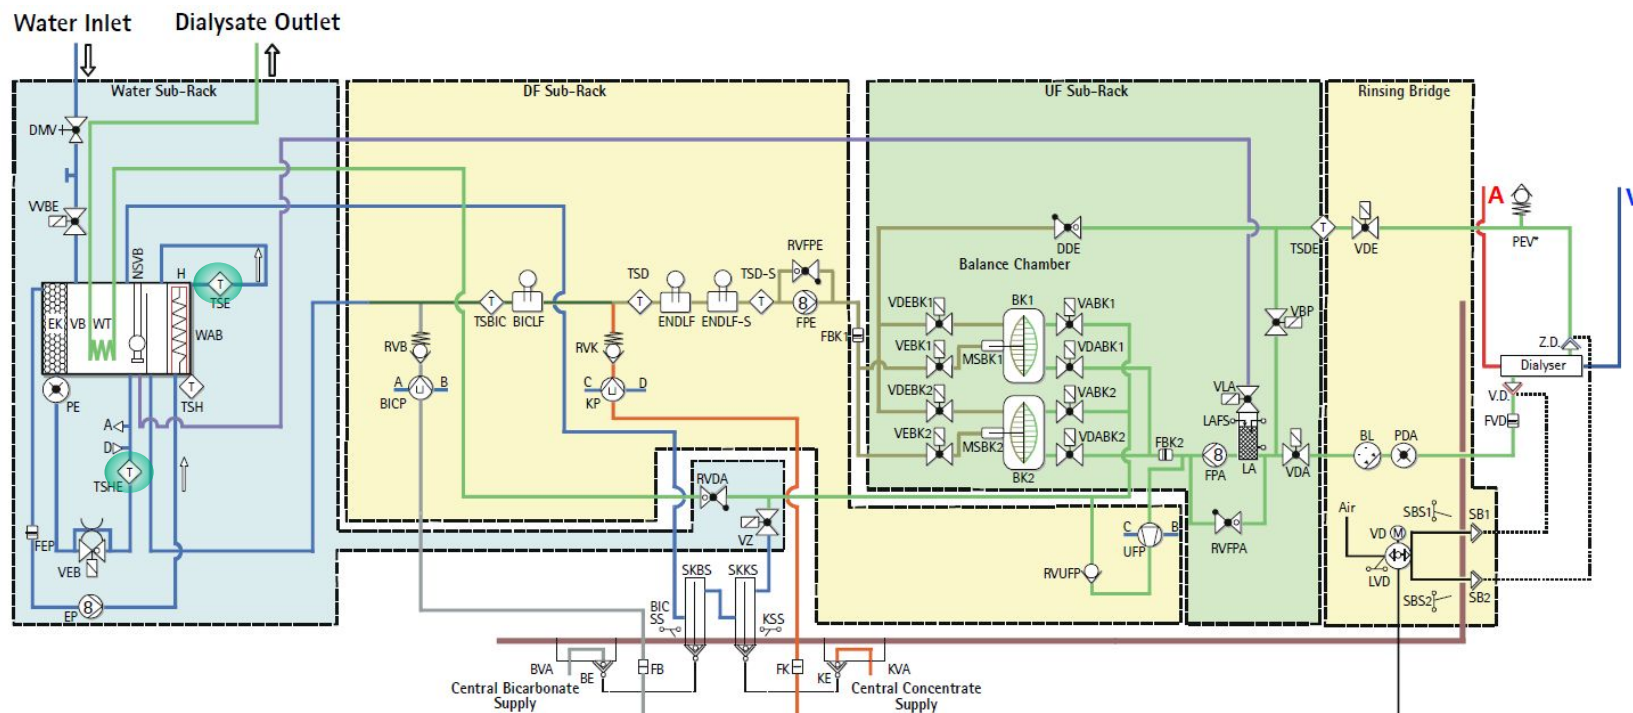 Water Inlet
Dialysate Outlet
Water Sub-Rack
DF Sub-Rack
UF Sub-Rack
Rinsing Bridge
DMV
VVBE
NSVB
H
T
TSE
EK
VB
WT
WAB
PE
T
TSH
A
D
T
TSHE
FEP
VEB
8
EP
T
TSBIC
BICLF
RVB
A
B
BICP
RVK
C
D
KP
TSD
T
ENDLF
ENDLF-S
TSD-S
T
RVFPE
8
FPE
FBK1
DDE
Balance Chamber
VDEBK1
VEBK1
MSBK1
BK1
VABK1
VDABK1
VDEBK2
VEBK2
MSBK2
BK2
VABK2
VDABK2
FBK2
8
FPA
VLA
LAFS
LA
VBP
TSDE
T
VDE
VDA
RVFPA
RVDA
VZ
C
B
UFP
RVUFP
A
V
PEV*
Z.D.
Dialyser
V.D.
FVD
BL
PDA
Air
SBS1
SB1
VD
M
LVD
SBS2
SB2
SKBS
SKKS
BIC
SS
KSS
BVA
BE
FB
FK
KE
KVA
Central Bicarbonate
Supply
Central Concentrate
Supply